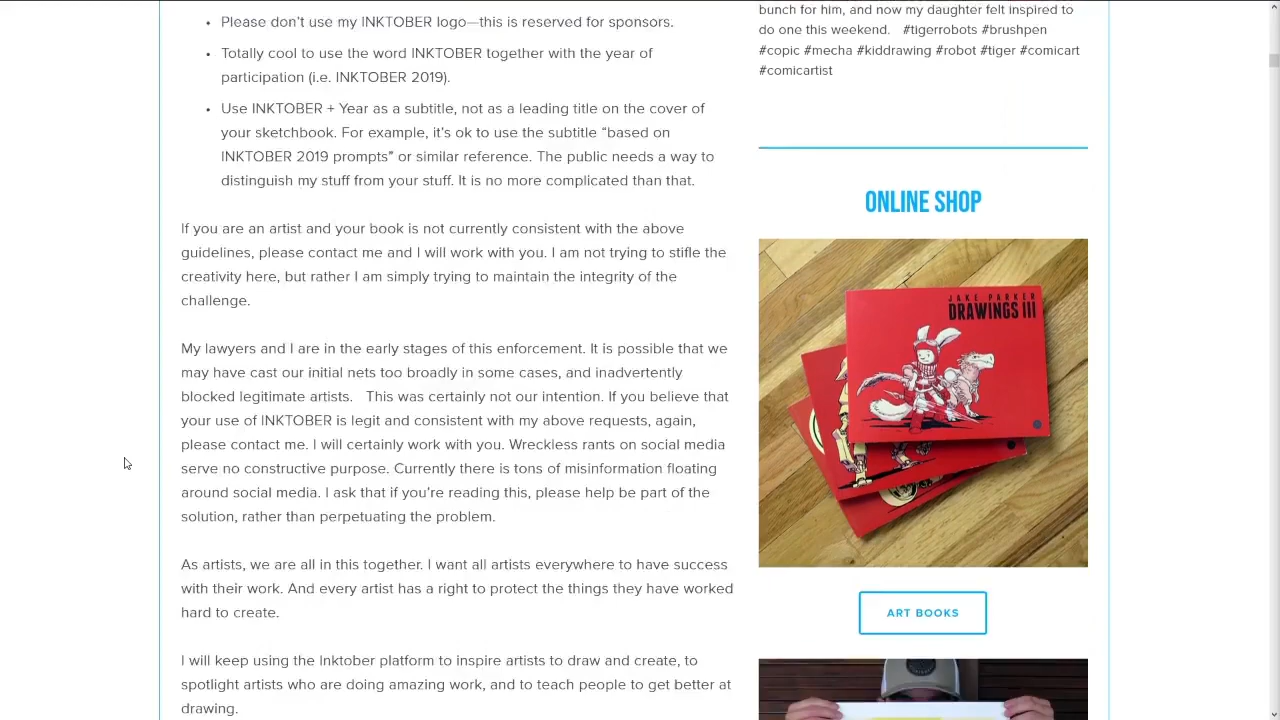 Please don't use my INKTOBER logo—this is reserved for sponsors.
Totally cool to use the word INKTOBER together with the year of
participation (i.e. INKTOBER 2019).
Use INKTOBER + Year as a subtitle, not as a leading title on the cover of
your sketchbook. For example, it's ok to use the subtitle “based on
INKTOBER 2019 prompts” or similar reference. The public needs a way to
distinguish my stuff from your stuff. It is no more complicated than that.
If you are an artist and your book is not currently consistent with the above
guidelines, please contact me and I will work with you. I am not trying to stifle the
creativity here, but rather I am simply trying to maintain the integrity of the
challenge.
My lawyers and I are in the early stages of this enforcement. It is possible that we
may have cast our initial nets too broadly in some cases, and inadvertently
blocked legitimate artists.   This was certainly not our intention. If you believe that
your use of INKTOBER is legit and consistent with my above requests, again,
please contact me. I will certainly work with you. Wreckless rants on social media
serve no constructive purpose. Currently there is tons of misinformation floating
around social media. I ask that if you're reading this, please help be part of the
solution, rather than perpetuating the problem.
As artists, we are all in this together. I want all artists everywhere to have success
with their work. And every artist has a right to protect the things they have worked
hard to create.
I will keep using the Inktober platform to inspire artists to draw and create, to
spotlight artists who are doing amazing work, and to teach people to get better at
drawing.
bunch for him, and now my daughter felt inspired to
do one this weekend.   #tigerrobots #brushpen
#copic #mecha #kiddrawing #robot #tiger #comicart
#comicartist
ONLINE SHOP
JAKE PARKER
DRAWINGS III
ART BOOKS